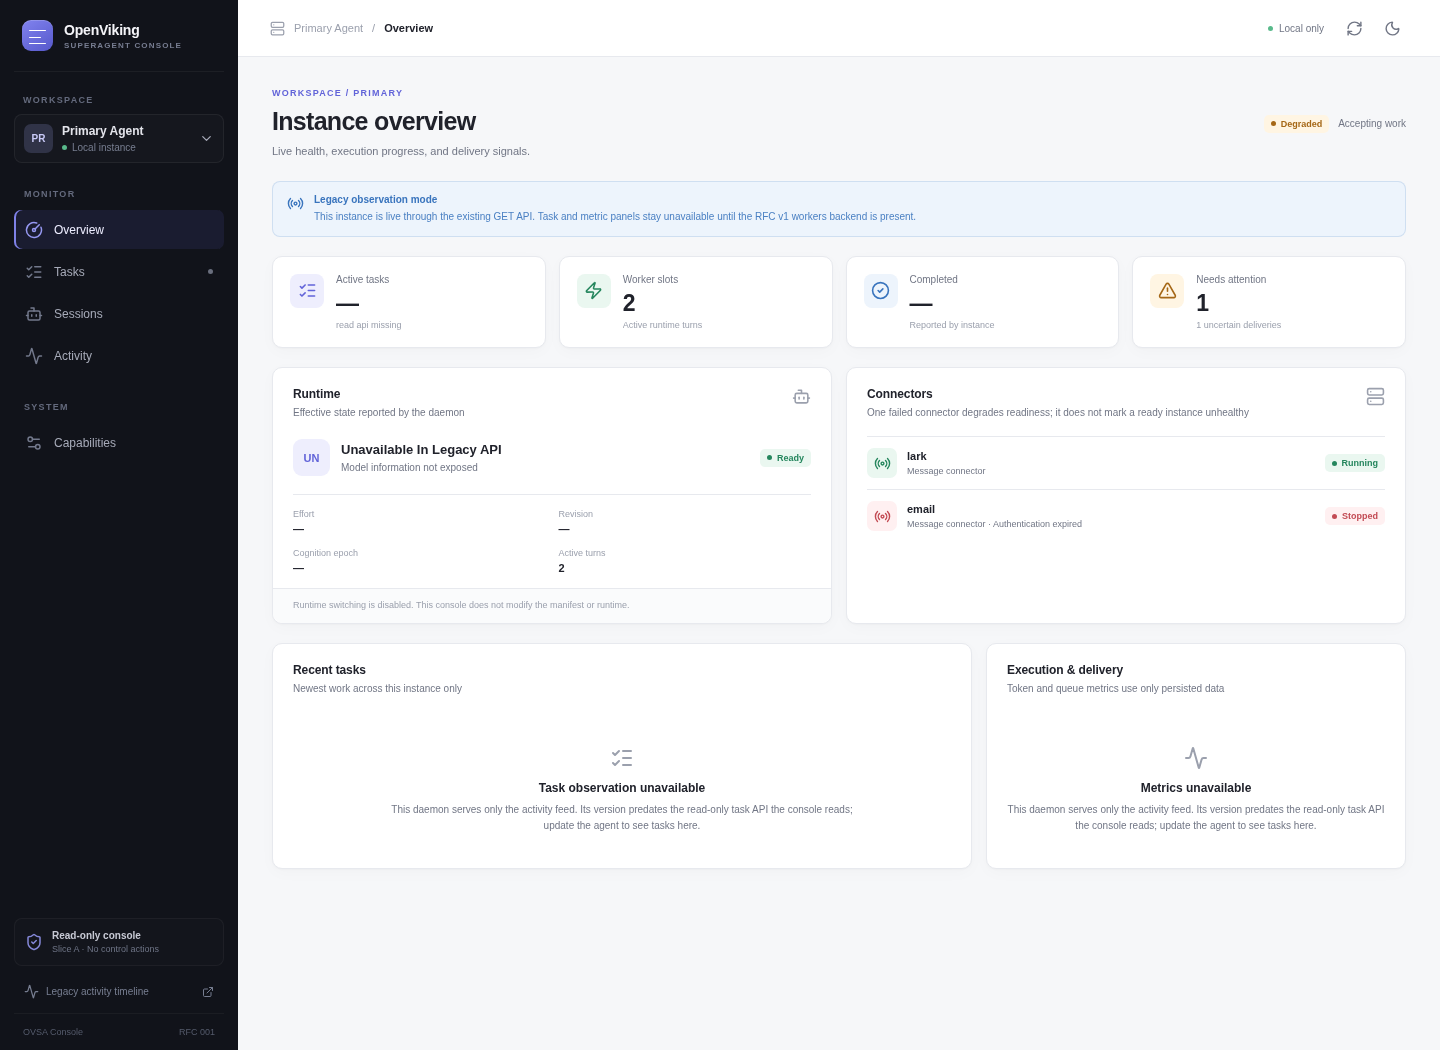 OpenViking
SUPERAGENT CONSOLE
WORKSPACE
PR
Primary Agent
Local instance
MONITOR
Overview
Tasks
Sessions
Activity
SYSTEM
Capabilities
Read-only console
Slice A · No control actions
Legacy activity timeline
OVSA Console RFC 001
Primary Agent / Overview
Local only
WORKSPACE / PRIMARY
Instance overview
Degraded Accepting work
Live health, execution progress, and delivery signals.
Legacy observation mode
This instance is live through the existing GET API. Task and metric panels stay unavailable until the RFC v1 workers backend is present.
Active tasks
—
read api missing
Worker slots
2
Active runtime turns
Completed
—
Reported by instance
Needs attention
1
1 uncertain deliveries
Runtime
Effective state reported by the daemon
UN
Unavailable In Legacy API
Model information not exposed
Ready
Effort
—
Revision
—
Cognition epoch
—
Active turns
2
Runtime switching is disabled. This console does not modify the manifest or runtime.
Connectors
One failed connector degrades readiness; it does not mark a ready instance unhealthy
lark
Message connector
Running
email
Message connector · Authentication expired
Stopped
Recent tasks
Newest work across this instance only
Task observation unavailable
This daemon serves only the activity feed. Its version predates the read-only task API the console reads;
update the agent to see tasks here.
Execution & delivery
Token and queue metrics use only persisted data
Metrics unavailable
This daemon serves only the activity feed. Its version predates the read-only task API
the console reads; update the agent to see tasks here.